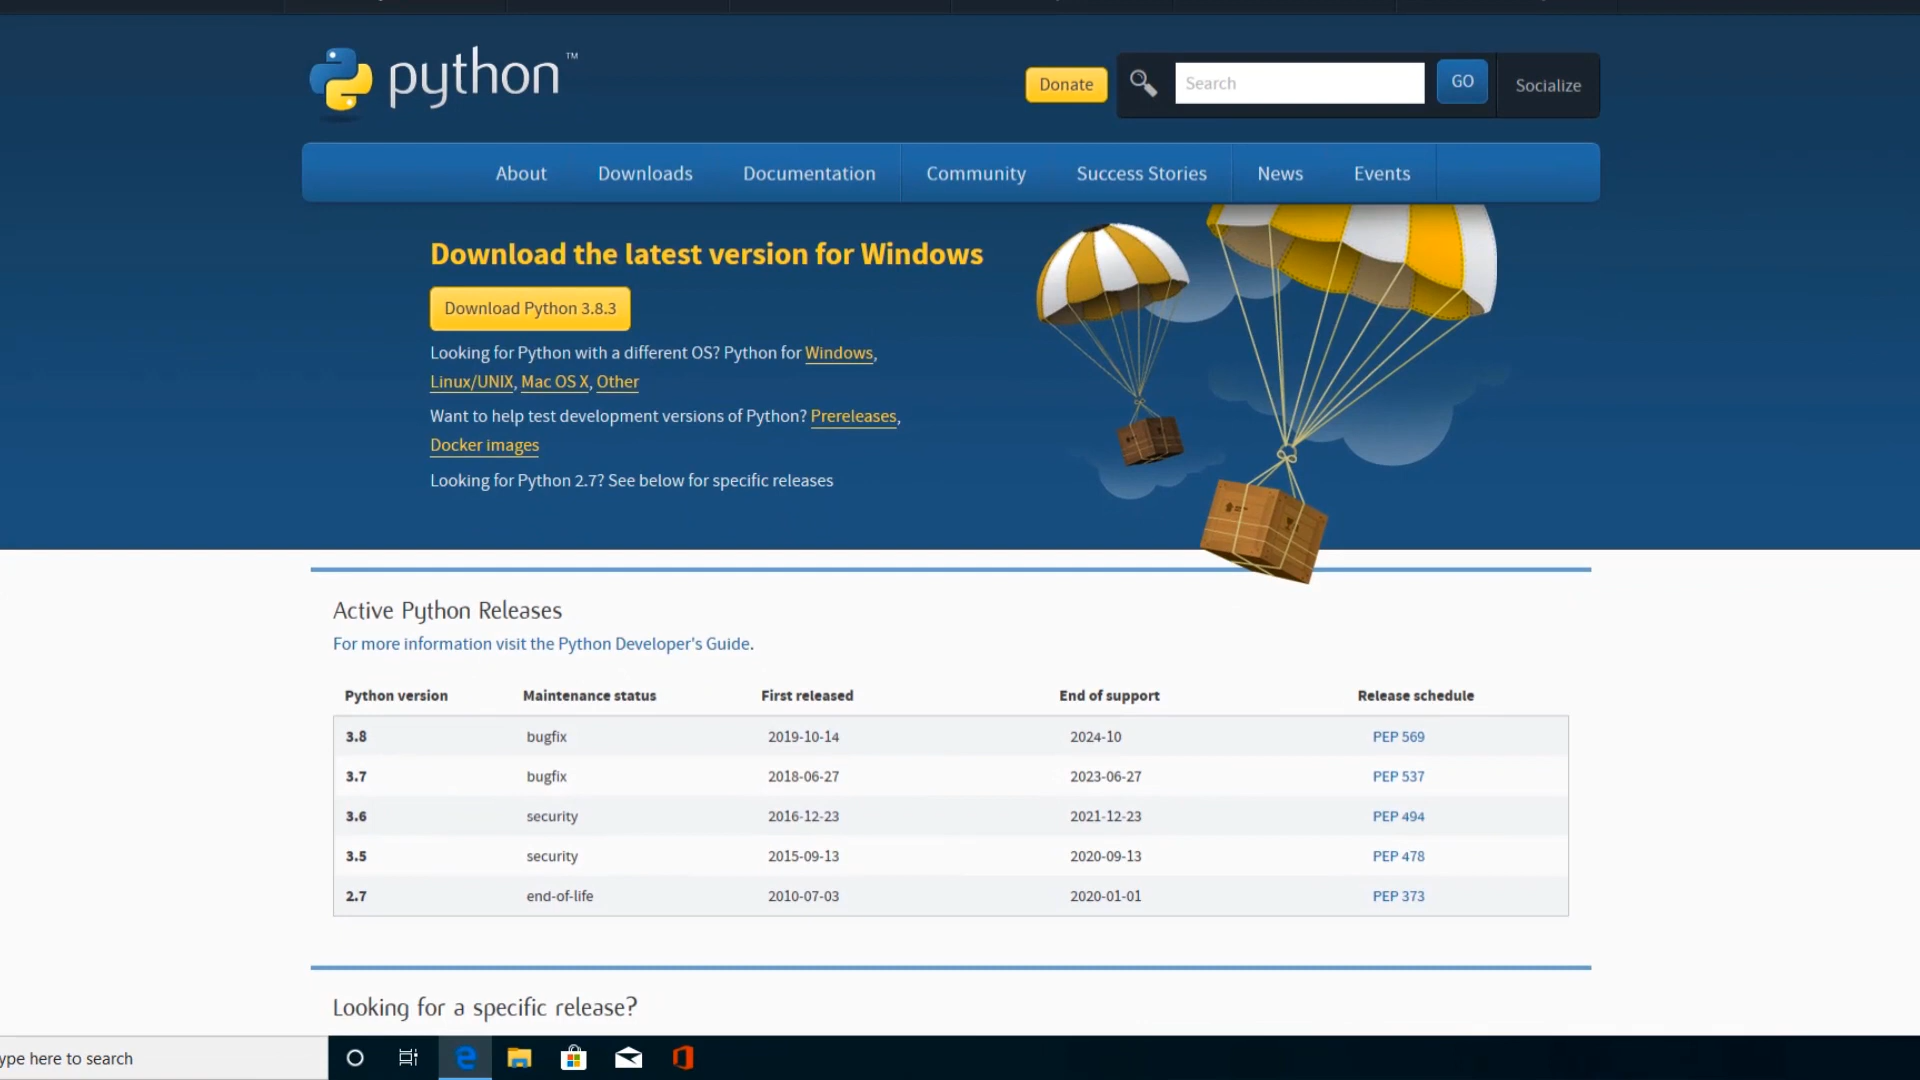 python™
Donate
Search
GO
Socialize
About
Downloads
Documentation
Community
Success Stories
News
Events
Download the latest version for Windows
Download Python 3.8.3
Looking for Python with a different OS? Python for Windows,
Linux/UNIX, Mac OS X, Other
Want to help test development versions of Python? Prereleases,
Docker images
Looking for Python 2.7? See below for specific releases
Active Python Releases
For more information visit the Python Developer's Guide.
Python version Maintenance status First released End of support Release schedule
3.8 bugfix 2019-10-14 2024-10 PEP 569
3.7 bugfix 2018-06-27 2023-06-27 PEP 537
3.6 security 2016-12-23 2021-12-23 PEP 494
3.5 security 2015-09-13 2020-09-13 PEP 478
2.7 end-of-life 2010-07-03 2020-01-01 PEP 373
Looking for a specific release?
ype here to search